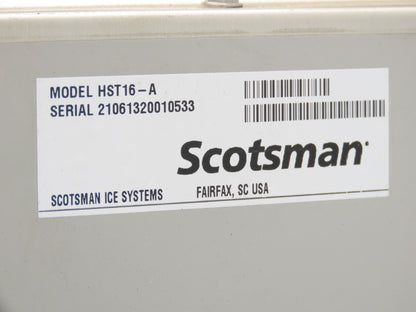 MODEL HST16-A
SERIAL 21061320010533
Scotsman
SCOTSMAN ICE SYSTEMS FAIRFAX, SC USA